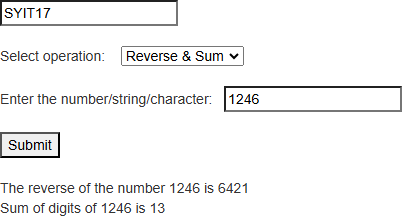 SYIT17
Select operation: Reverse & Sum
Enter the number/string/character: 1246
Submit
The reverse of the number 1246 is 6421
Sum of digits of 1246 is 13